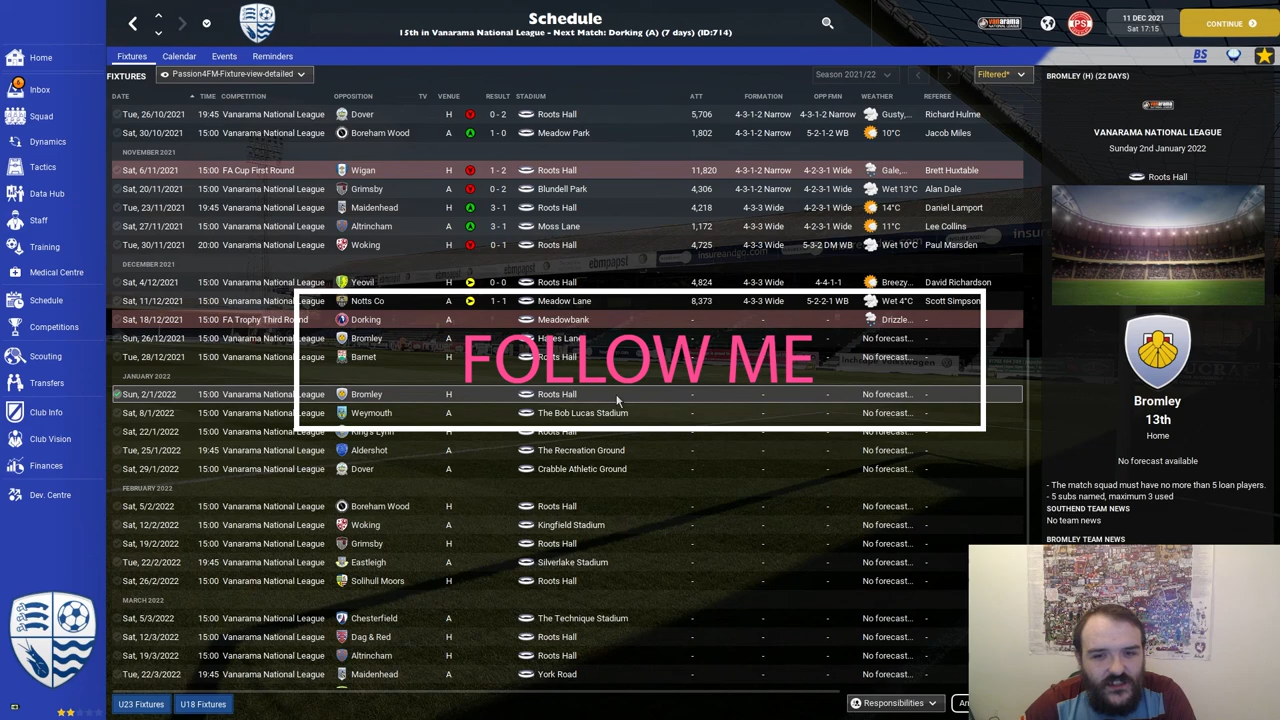 Schedule
15th in Vanarama National League - Next Match: Dorking (A) (7 days) (ID:714)
VANARAMA NATIONAL LEAGUE
PS
11 DEC 2021
Sat 17:15
CONTINUE
Home
6
Inbox
Squad
Dynamics
Tactics
Data Hub
Staff
Training
Medical Centre
Schedule
Competitions
Scouting
Transfers
Club Info
Club Vision
Finances
Dev. Centre
Fixtures Calendar Events Reminders
BS
FIXTURES Passion4FM-Fixture-view-detailed Season 2021/22 Filtered*
DATE TIME COMPETITION OPPOSITION TV VENUE RESULT STADIUM ATT FORMATION OPP FMN WEATHER REFEREE
Tue, 26/10/2021 19:45 Vanarama National League Dover H Y 0 - 2 Roots Hall 5,706 4-3-1-2 Narrow 4-3-1-2 Narrow Gusty,... Richard Hulme
Sat, 30/10/2021 15:00 Vanarama National League Boreham Wood A A 1 - 0 Meadow Park 1,802 4-3-1-2 Narrow 5-2-1-2 WB 10°C Jacob Miles
NOVEMBER 2021
Sat, 6/11/2021 15:00 FA Cup First Round Wigan H Y 1 - 2 Roots Hall 11,820 4-3-1-2 Narrow 4-2-3-1 Wide Gale,... Brett Huxtable
Sat, 20/11/2021 15:00 Vanarama National League Grimsby A Y 0 - 2 Blundell Park 4,306 4-3-1-2 Narrow 4-2-3-1 Wide Wet 13°C Alan Dale
Tue, 23/11/2021 19:45 Vanarama National League Maidenhead H A 3 - 1 Roots Hall 4,218 4-3-3 Wide 4-2-3-1 Wide 14°C Daniel Lamport
Sat, 27/11/2021 15:00 Vanarama National League Altrincham A A 3 - 1 Moss Lane 1,172 4-3-3 Wide 4-2-3-1 Wide 11°C Lee Collins
Tue, 30/11/2021 20:00 Vanarama National League Woking H Y 0 - 1 Roots Hall 4,725 4-3-3 Wide 5-3-2 DM WB Wet 10°C Paul Marsden
DECEMBER 2021
Sat, 4/12/2021 15:00 Vanarama National League Yeovil H 0 - 0 Roots Hall 4,824 4-3-3 Wide 4-4-1-1 Breezy... David Richardson
Sat, 11/12/2021 15:00 Vanarama National League Notts Co A 1 - 1 Meadow Lane 8,373 4-3-3 Wide 5-2-2-1 WB Wet 4°C Scott Simpson
Sat, 18/12/2021 15:00 FA Trophy Third Round Dorking A Meadowbank - - - Drizzle... -
Sun, 26/12/2021 15:00 Vanarama National League Bromley A Hayes Lane - - - No forecast... -
Tue, 28/12/2021 15:00 Vanarama National League Barnet H Roots Hall - - - No forecast... -
FOLLOW ME
JANUARY 2022
Sun, 2/1/2022 15:00 Vanarama National League Bromley H Roots Hall - - - No forecast... -
Sat, 8/1/2022 15:00 Vanarama National League Weymouth A The Bob Lucas Stadium - - - No forecast... -
Sat, 22/1/2022 15:00 Vanarama National League King's Lynn H Roots Hall - - - No forecast... -
Tue, 25/1/2022 19:45 Vanarama National League Aldershot A The Recreation Ground - - - No forecast... -
Sat, 29/1/2022 15:00 Vanarama National League Dover A Crabble Athletic Ground - - - No forecast... -
FEBRUARY 2022
Sat, 5/2/2022 15:00 Vanarama National League Boreham Wood H Roots Hall - - - No forecast... -
Sat, 12/2/2022 15:00 Vanarama National League Woking A Kingfield Stadium - - - No forecast... -
Sat, 19/2/2022 15:00 Vanarama National League Grimsby H Roots Hall - - - No forecast... -
Tue, 22/2/2022 19:45 Vanarama National League Eastleigh A Silverlake Stadium - - - No forecast... -
Sat, 26/2/2022 15:00 Vanarama National League Solihull Moors H Roots Hall - - - No forecast... -
MARCH 2022
Sat, 5/3/2022 15:00 Vanarama National League Chesterfield A The Technique Stadium - - - No forecast... -
Sat, 12/3/2022 15:00 Vanarama National League Dag & Red H Roots Hall - - - No forecast...
Sat, 19/3/2022 15:00 Vanarama National League Altrincham H Roots Hall - - - No forecast...
Tue, 22/3/2022 19:45 Vanarama National League Maidenhead A York Road - - - No forecast...
U23 Fixtures U18 Fixtures Responsibilities
BROMLEY (H) (22 DAYS)
VANARAMA NATIONAL LEAGUE
Sunday 2nd January 2022
Roots Hall
Bromley
13th
Home
No forecast available
- The match squad must have no more than 5 loan players.
- 5 subs named, maximum 3 used
SOUTHEND TEAM NEWS
No team news
BROMLEY TEAM NEWS